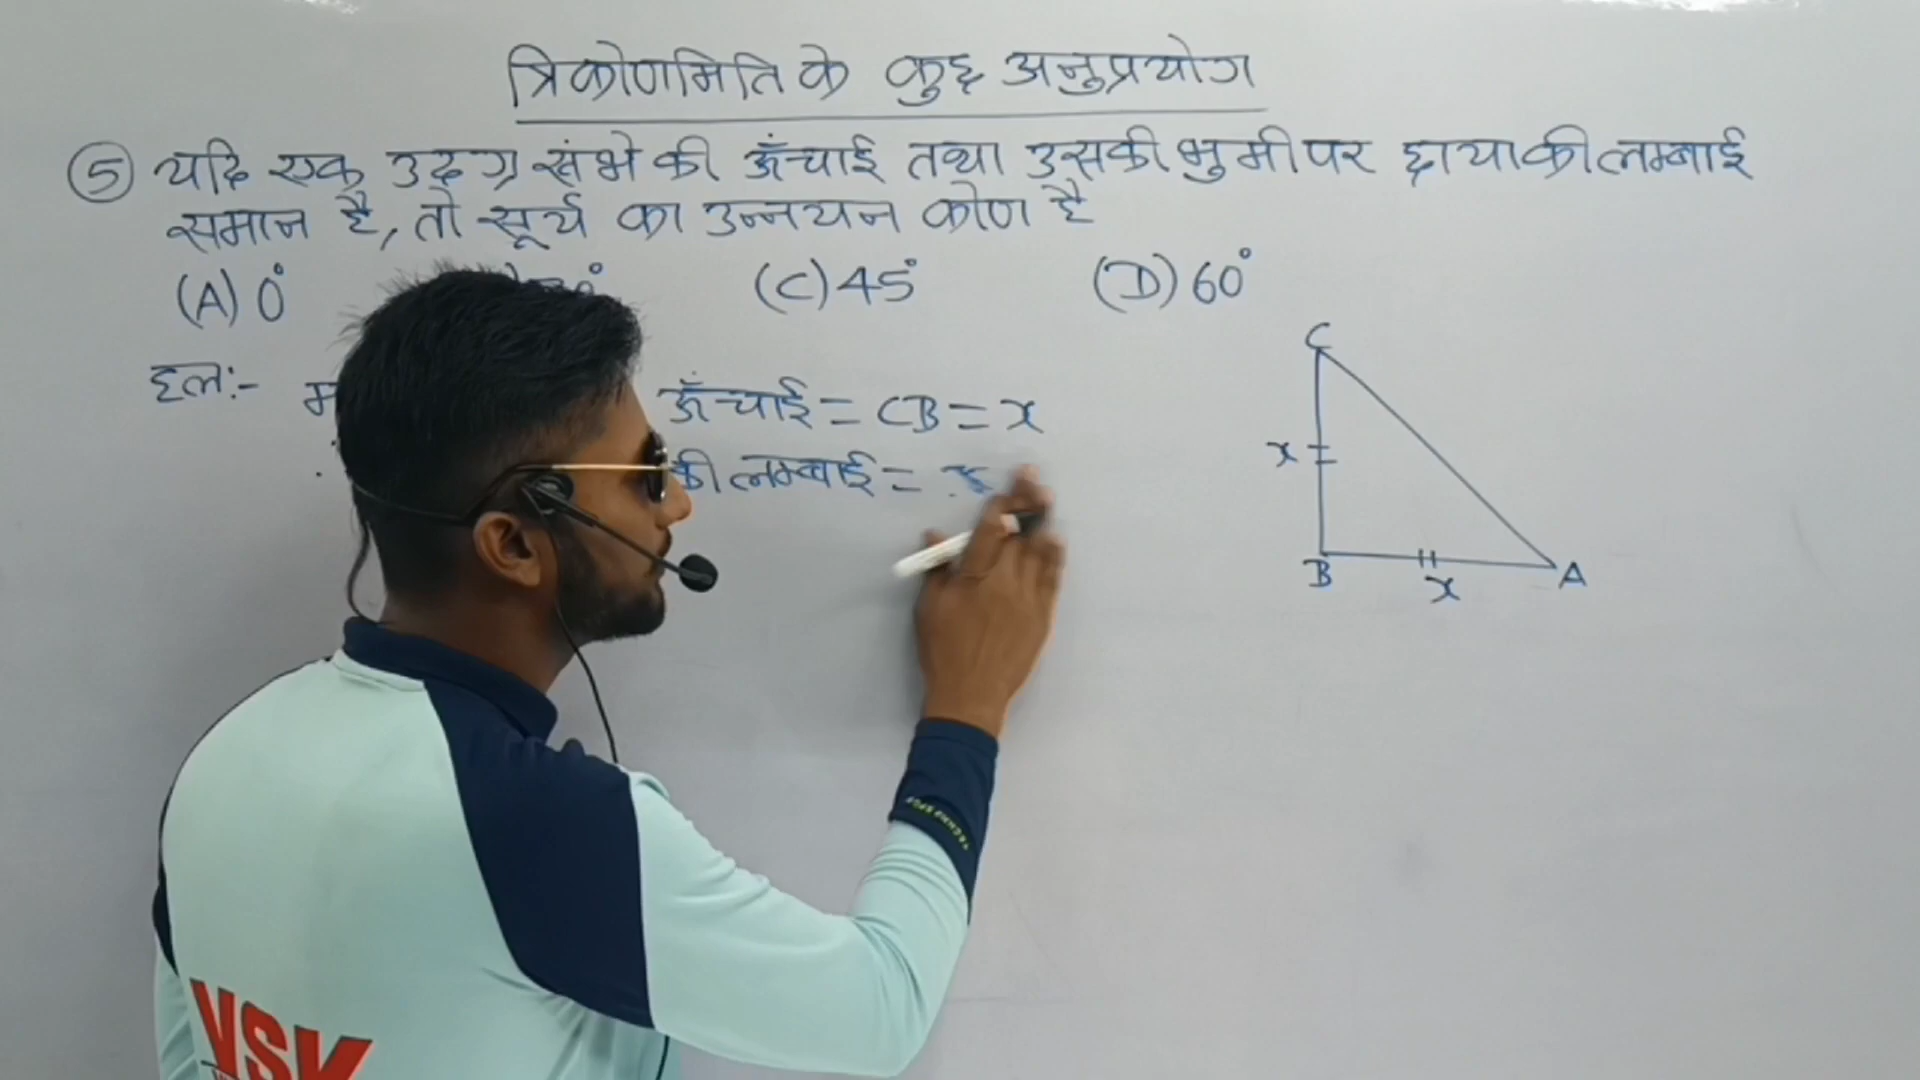 त्रिकोणमिति के कुछ अनुप्रयोग
⑤ यदि एक उदग्र खंभे की ऊँचाई तथा उसकी भुमी पर छाया की लम्बाई
समान है, तो सूर्य का उन्नयन कोण है
(A) 0° (C) 45° (D) 60°
हल:- ऊँचाई = CB = x
की लम्बाई = x
C
x
B x A
VSK